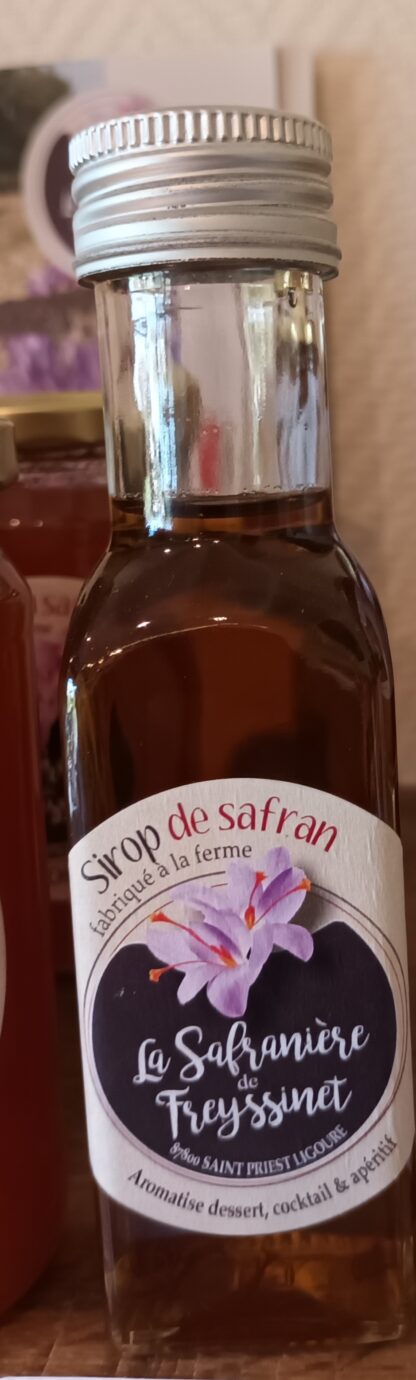 Sirop de safran
fabriqué à la ferme
La Safranière
de
Freyssinet
87800 SAINT PRIEST LIGOURE
Aromatise dessert, cocktail & apéritif